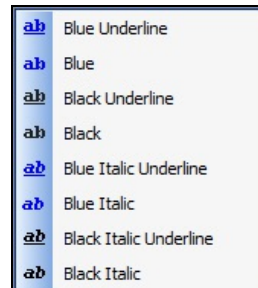 ab Blue Underline
ab Blue
ab Black Underline
ab Black
ab Blue Italic Underline
ab Blue Italic
ab Black Italic Underline
ab Black Italic